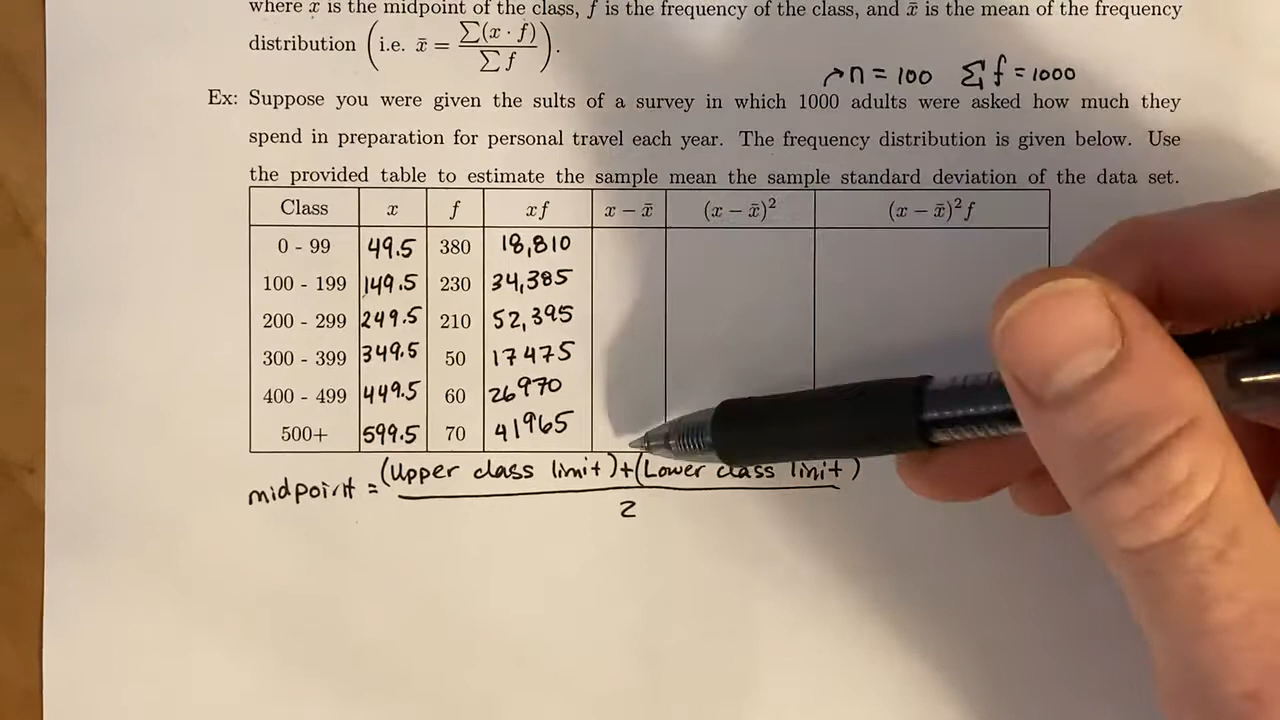 where x is the midpoint of the class, f is the frequency of the class, and x̄ is the mean of the frequency
distribution (i.e. x̄ = ∑(x · f) / ∑ f).
↗n = 100 ∑ f = 1000
Ex: Suppose you were given the sults of a survey in which 1000 adults were asked how much they
spend in preparation for personal travel each year. The frequency distribution is given below. Use
the provided table to estimate the sample mean the sample standard deviation of the data set.
Class x f xf x − x̄ (x − x̄)² (x − x̄)² f
0 - 99 49.5 380 18,810
100 - 199 149.5 230 34,385
200 - 299 249.5 210 52,395
300 - 399 349.5 50 17475
400 - 499 449.5 60 26970
500+ 599.5 70 41965
midpoint = (Upper class limit)+(Lower class limit)
2